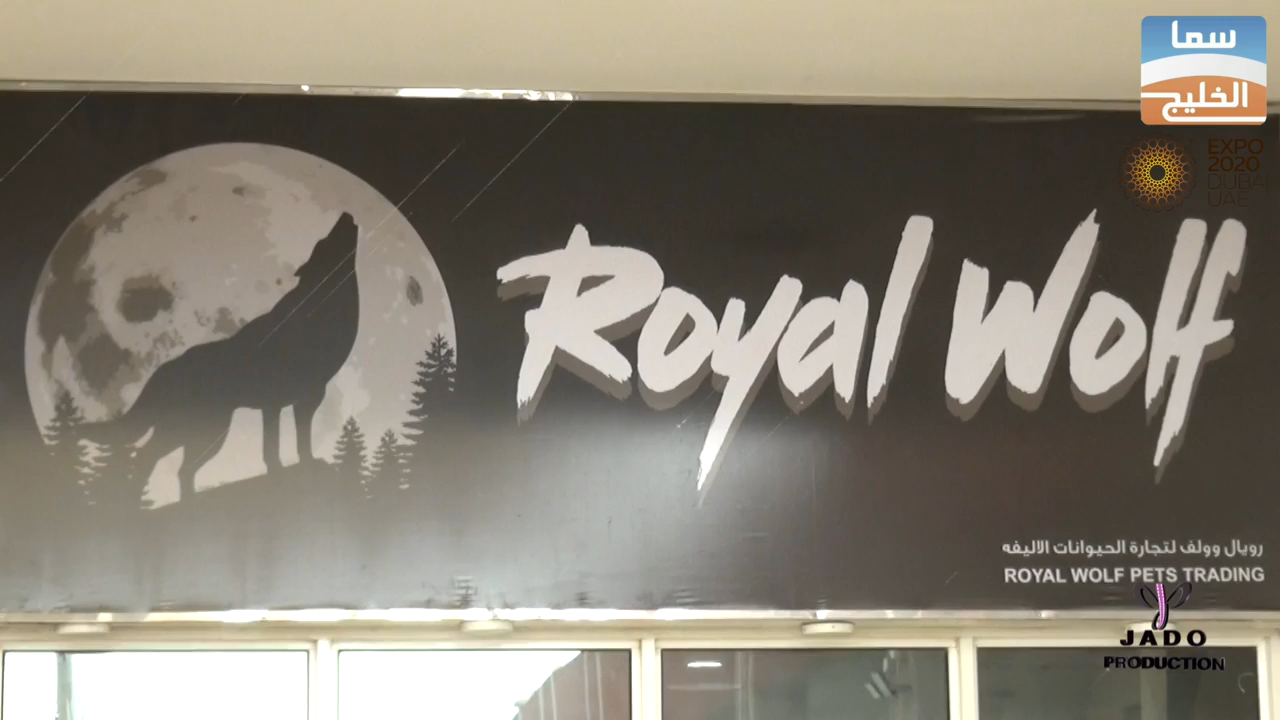 سما
الخليج
EXPO
2020
DUBAI
UAE
Royal Wolf
رويال وولف لتجارة الحيوانات الاليفه
ROYAL WOLF PETS TRADING
JADO
PRODUCTION